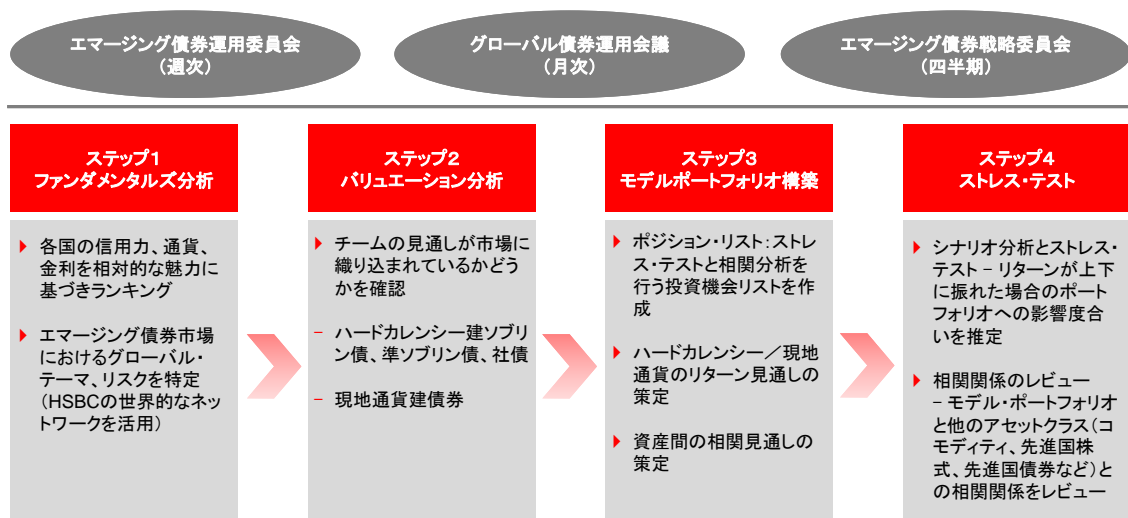 エマージング債券運用委員会
（週次）
グローバル債券運用会議
（月次）
エマージング債券戦略委員会
（四半期）
ステップ1
ファンダメンタルズ分析
各国の信用力、通貨、
金利を相対的な魅力に
基づきランキング
エマージング債券市場
におけるグローバル・
テーマ、リスクを特定
（HSBCの世界的なネッ
トワークを活用）
ステップ2
バリュエーション分析
チームの見通しが市場に
織り込まれているかどう
かを確認
− ハードカレンシー建ソブリ
ン債、準ソブリン債、社債
− 現地通貨建債券
ステップ3
モデルポートフォリオ構築
ポジション・リスト：ストレ
ス・テストと相関分析を
行う投資機会リストを作
成
ハードカレンシー／現地
通貨のリターン見通しの
策定
資産間の相関見通しの
策定
ステップ4
ストレス・テスト
シナリオ分析とストレス・
テスト − リターンが上下
に振れた場合のポート
フォリオへの影響度合
いを推定
相関関係のレビュー
− モデル・ポートフォリオ
と他のアセットクラス（コ
モディティ、先進国株
式、先進国債券など）と
の相関関係をレビュー